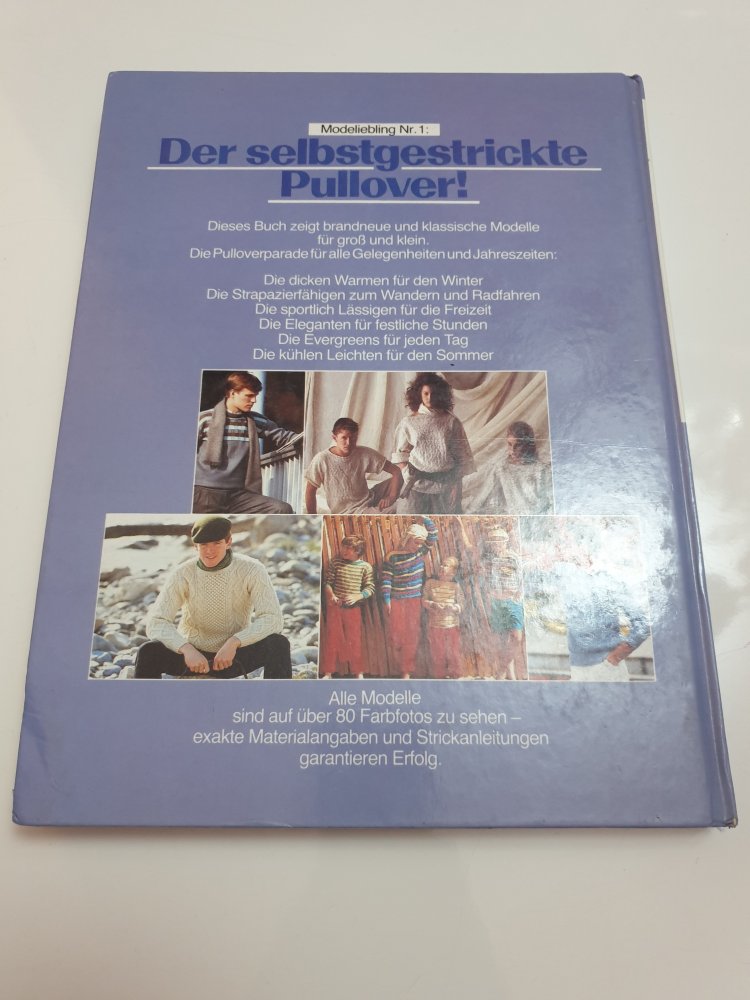 Modeliebling Nr. 1:
Der selbstgestrickte
Pullover!
Dieses Buch zeigt brandneue und klassische Modelle
für groß und klein.
Die Pulloverparade für alle Gelegenheiten und Jahreszeiten:
Die dicken Warmen für den Winter
Die Strapazierfähigen zum Wandern und Radfahren
Die sportlich Lässigen für die Freizeit
Die Eleganten für festliche Stunden
Die Evergreens für jeden Tag
Die kühlen Leichten für den Sommer
Alle Modelle
sind auf über 80 Farbfotos zu sehen –
exakte Materialangaben und Strickanleitungen
garantieren Erfolg.